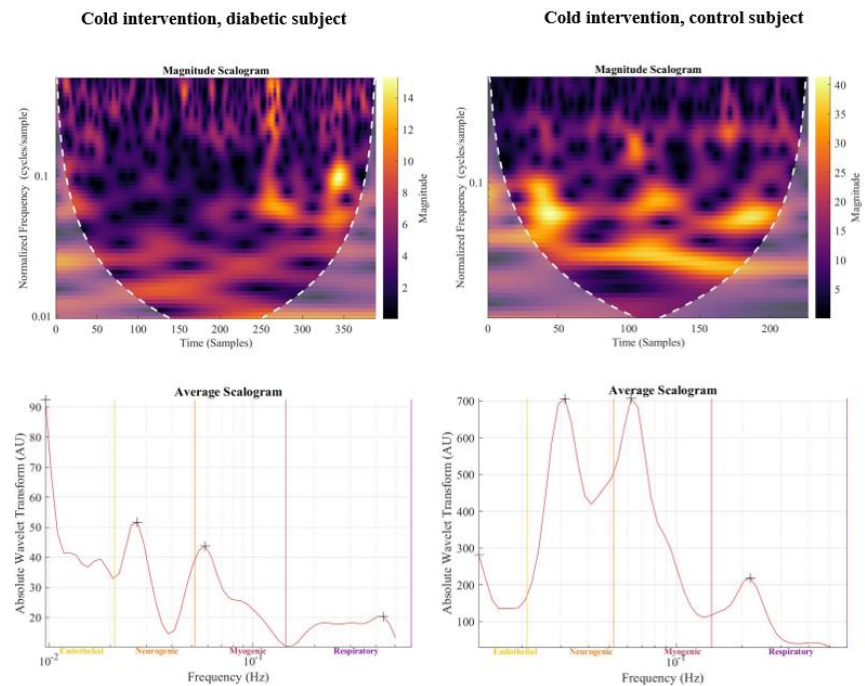 Cold intervention, diabetic subject
Cold intervention, control subject
Magnitude Scalogram
Normalized Frequency (cycles/sample)
0.1
0.01
0
50
100
150
200
250
300
350
Time (Samples)
14
12
10
8
6
4
2
Magnitude
Magnitude Scalogram
Normalized Frequency (cycles/sample)
0.1
0
50
100
150
200
Time (Samples)
40
35
30
25
20
15
10
5
Magnitude
Average Scalogram
Absolute Wavelet Transform (AU)
90
80
70
60
50
40
30
20
Endothelial
Neurogenic
Myogenic
Respiratory
10-2
10-1
Frequency (Hz)
Average Scalogram
Absolute Wavelet Transform (AU)
700
600
500
400
300
200
100
Endothelial
Neurogenic
Myogenic
Respiratory
10-1
Frequency (Hz)